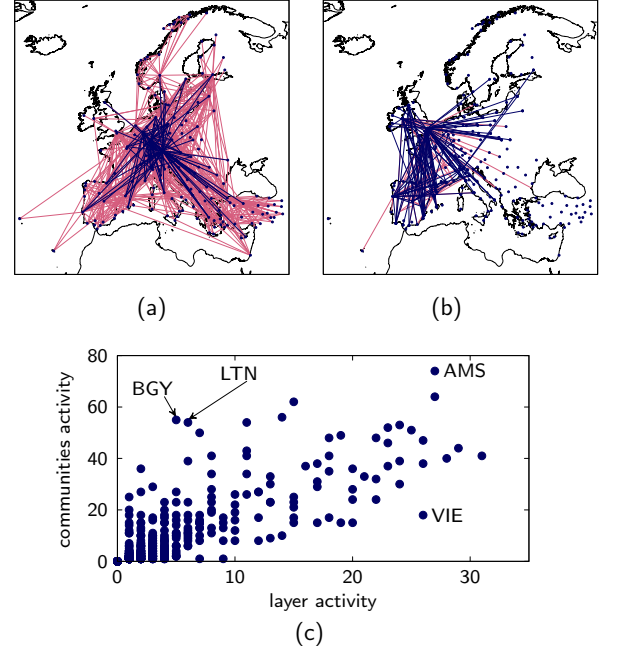 (a)
(b)
80
60
40
20
0
communities activity
BGY
LTN
AMS
VIE
0
10
20
30
layer activity
(c)